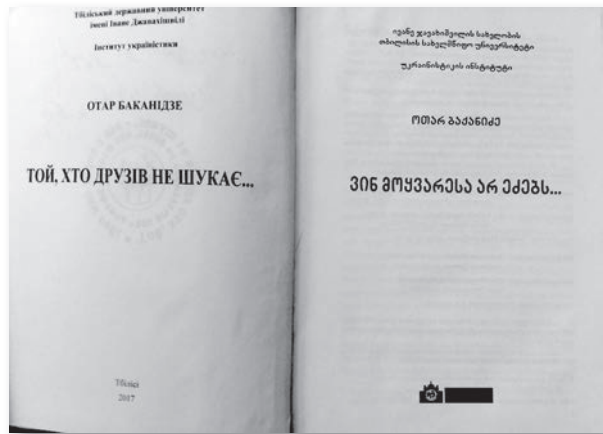 Тбіліський державний університет
імені Іване Джавахішвілі
Інститут україністики
ОТАР БАКАНІДЗЕ
ТОЙ, ХТО ДРУЗІВ НЕ ШУКАЄ...
Тбілісі
2017
ივანე ჯავახიშვილის სახელობის
თბილისის სახელმწიფო უნივერსიტეტი
უკრაინისტიკის ინსტიტუტი
ოთარ ბაქანიძე
ვინ მოყვარესა არ ეძებს...